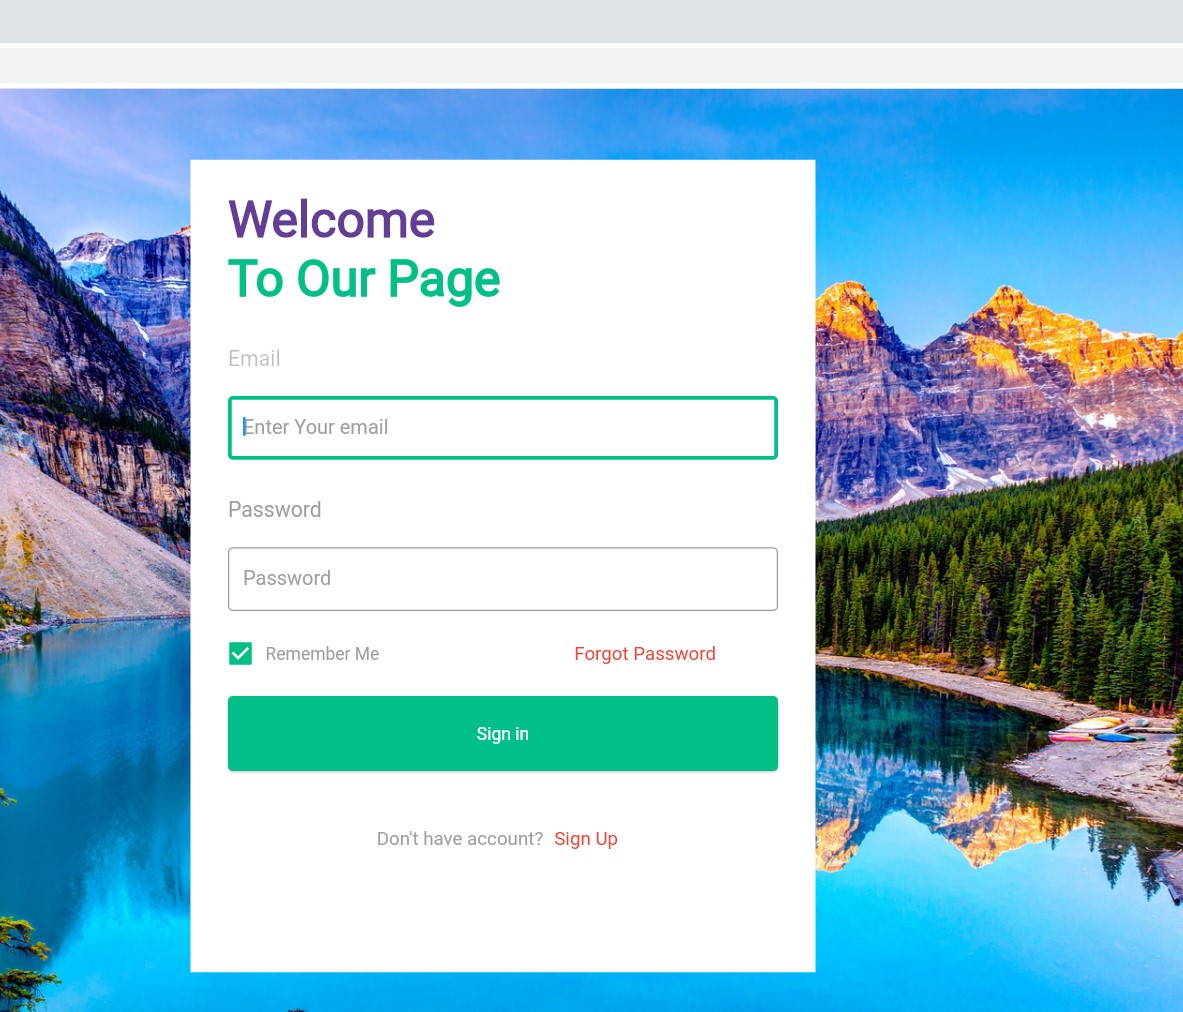 Welcome
To Our Page
Email
Enter Your email
Password
Password
Remember Me Forgot Password
Sign in
Don't have account? Sign Up